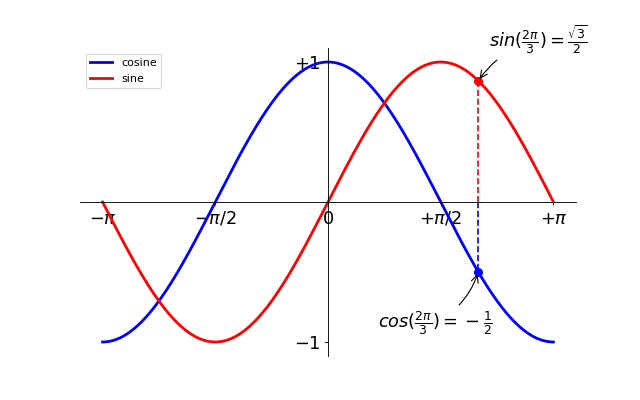 sin(2π/3) = √3/2
cosine
sine
+1
−π
−π/2
0
+π/2
+π
cos(2π/3) = −1/2
−1